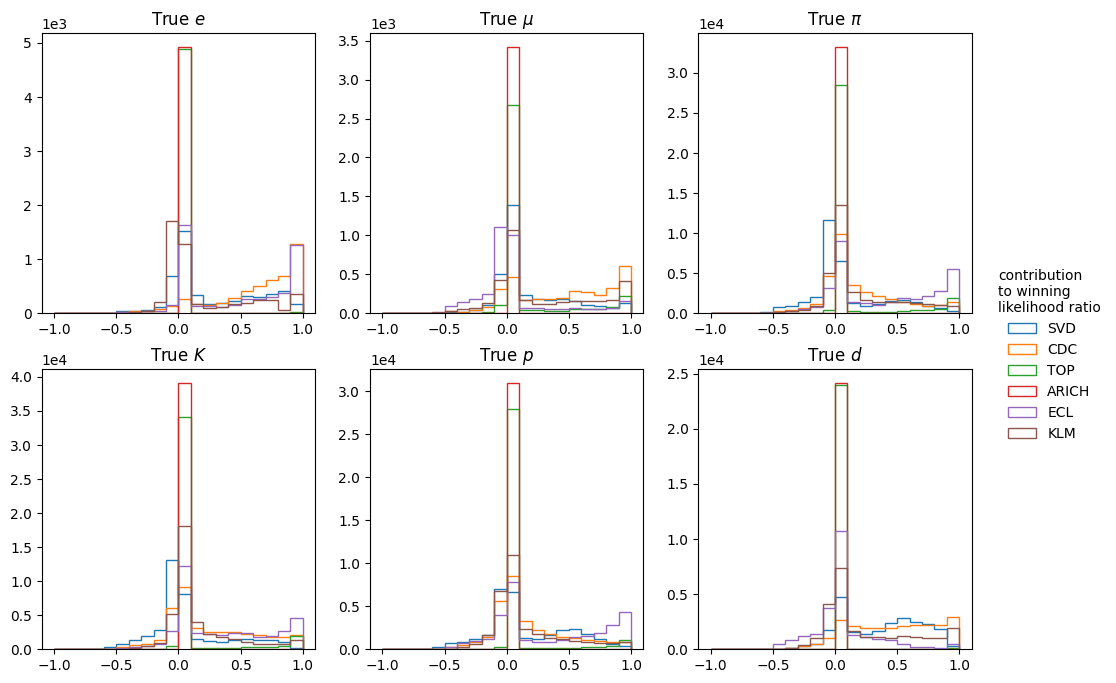 True e
1e3
5
4
3
2
1
0
−1.0 −0.5 0.0 0.5 1.0
True μ
1e3
3.5
3.0
2.5
2.0
1.5
1.0
0.5
0.0
−1.0 −0.5 0.0 0.5 1.0
True π
1e4
3.0
2.5
2.0
1.5
1.0
0.5
0.0
−1.0 −0.5 0.0 0.5 1.0
True K
1e4
4.0
3.5
3.0
2.5
2.0
1.5
1.0
0.5
0.0
−1.0 −0.5 0.0 0.5 1.0
True p
1e4
3.0
2.5
2.0
1.5
1.0
0.5
0.0
−1.0 −0.5 0.0 0.5 1.0
True d
1e4
2.5
2.0
1.5
1.0
0.5
0.0
−1.0 −0.5 0.0 0.5 1.0
contribution
to winning
likelihood ratio
SVD
CDC
TOP
ARICH
ECL
KLM